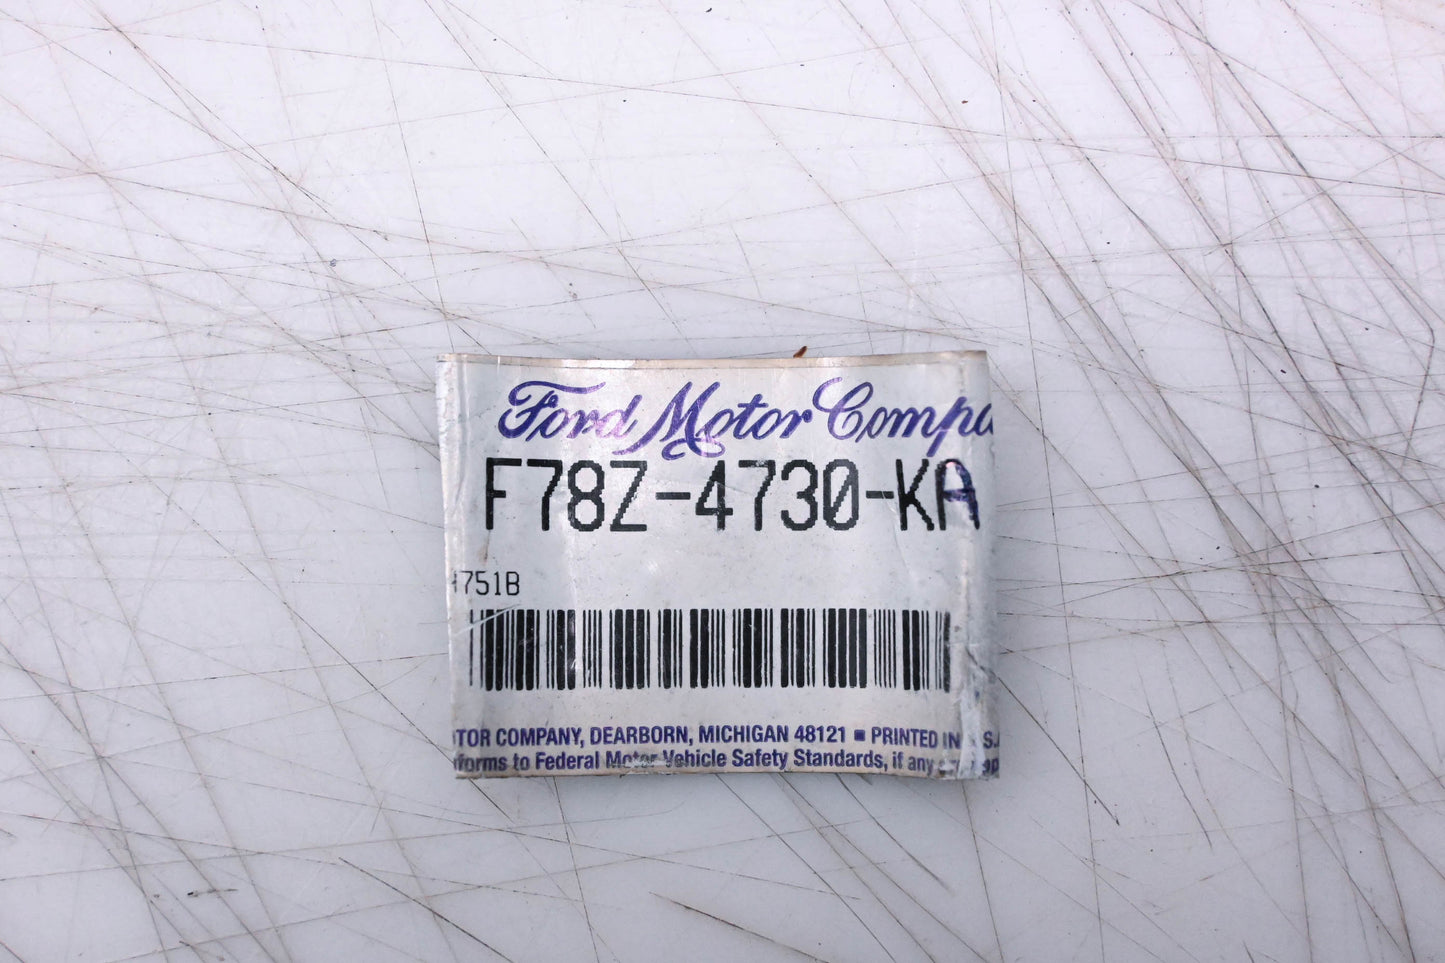 Ford Motor Compa
F78Z-4730-KA
4751B
TOR COMPANY, DEARBORN, MICHIGAN 48121 ■ PRINTED IN S.
forms to Federal Motor Vehicle Safety Standards, if any